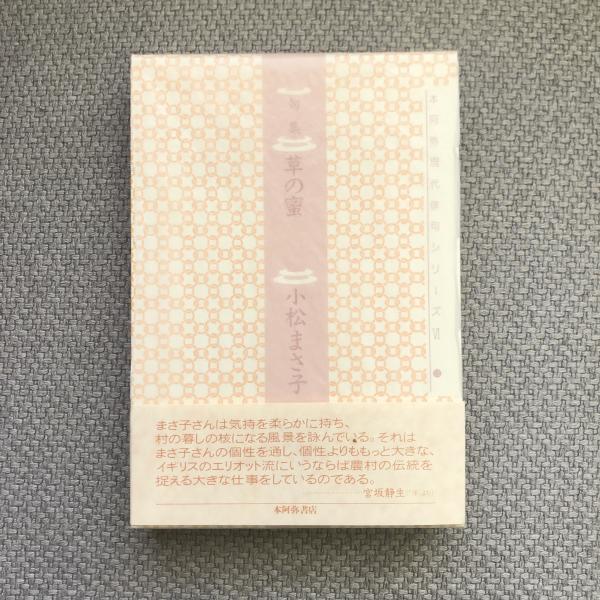 本阿弥現代俳句シリーズⅣ
句集
草の蜜
小松まさ子
まさ子さんは気持を柔らかに持ち、
村の暮しの核になる風景を詠んでいる。それは
まさ子さんの個性を通し、個性よりももっと大きな、
イギリスのエリオット流にいうならば農村の伝統を
捉える大きな仕事をしているのである。
宮坂静生
本阿弥書店